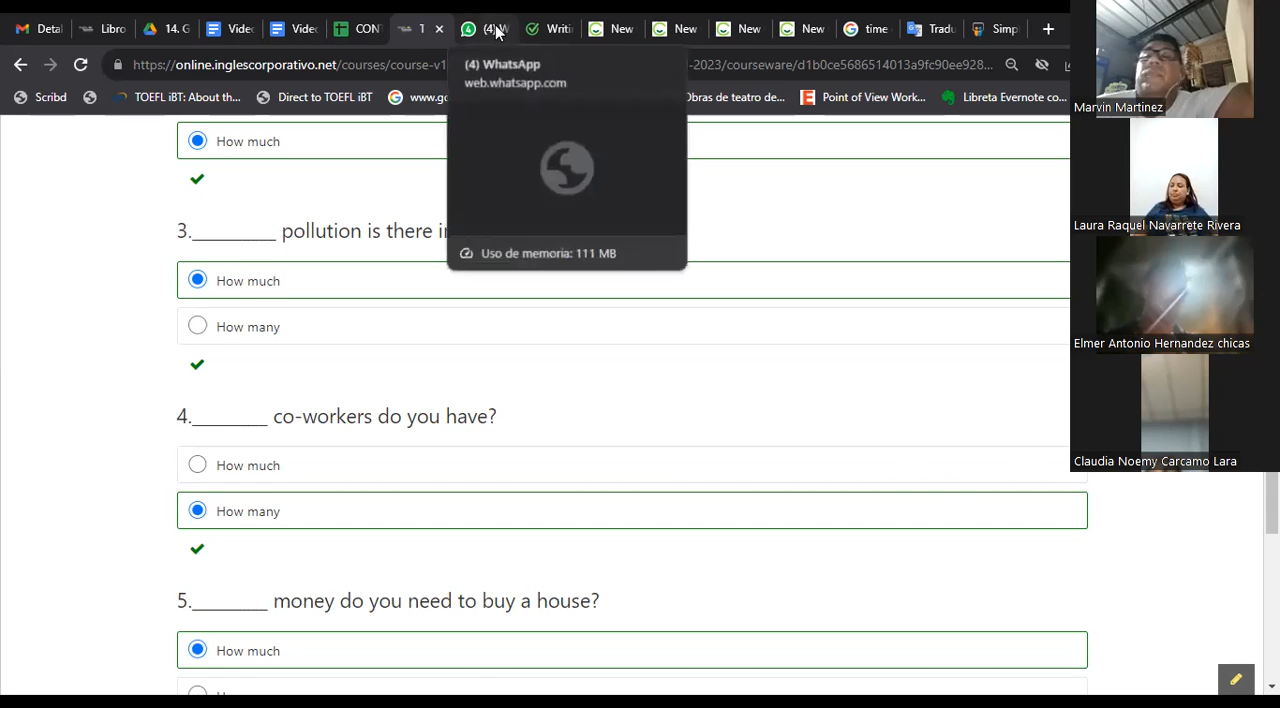 Detal
Libro
14. G
Video
Video
CON
1
(4) W
Writi
New
New
New
New
time
Tradu
Simp
https://online.inglescorporativo.net/courses/course-v1
-2023/courseware/d1b0ce5686514013a9fc90ee928...
(4) WhatsApp
web.whatsapp.com
Scribd
TOEFL iBT: About th...
Direct to TOEFL iBT
www.gc
Obras de teatro de...
Point of View Work...
Libreta Evernote co...
Uso de memoria: 111 MB
How much
3.________ pollution is there in
How much
How many
4.________ co-workers do you have?
How much
How many
5.________ money do you need to buy a house?
How much
Marvin Martinez
Laura Raquel Navarrete Rivera
Elmer Antonio Hernandez chicas
Claudia Noemy Carcamo Lara